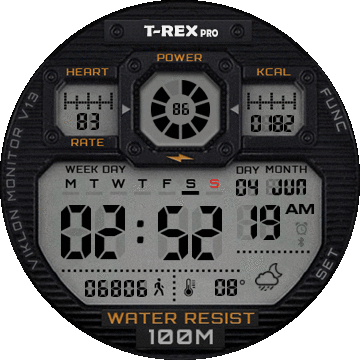 T-REX PRO
POWER
HEART
KCAL
86
83
0182
RATE
VIKLON MONITOR V13
FUNC
WEEK DAY
DAY MONTH
M T W T F S S
04 JUN
02:52
19 AM
06806
08°
SET
WATER RESIST
100M